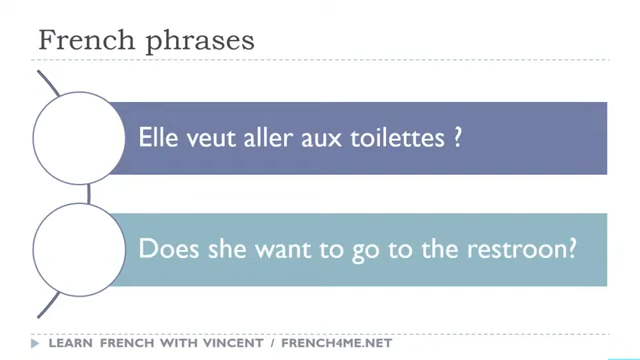 French phrases
Elle veut aller aux toilettes ?
Does she want to go to the restroon?
LEARN FRENCH WITH VINCENT / FRENCH4ME.NET